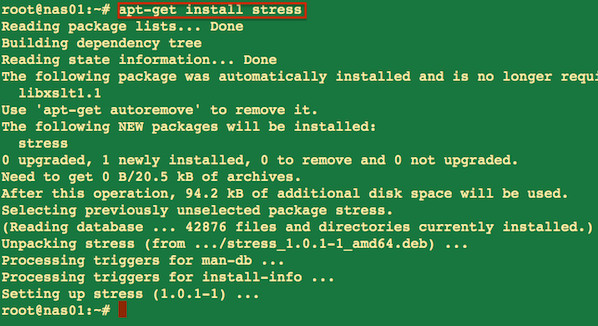 root@nas01:~# apt-get install stress
Reading package lists... Done
Building dependency tree
Reading state information... Done
The following package was automatically installed and is no longer requi
  libxslt1.1
Use 'apt-get autoremove' to remove it.
The following NEW packages will be installed:
  stress
0 upgraded, 1 newly installed, 0 to remove and 0 not upgraded.
Need to get 0 B/20.5 kB of archives.
After this operation, 94.2 kB of additional disk space will be used.
Selecting previously unselected package stress.
(Reading database ... 42876 files and directories currently installed.)
Unpacking stress (from .../stress_1.0.1-1_amd64.deb) ...
Processing triggers for man-db ...
Processing triggers for install-info ...
Setting up stress (1.0.1-1) ...
root@nas01:~#